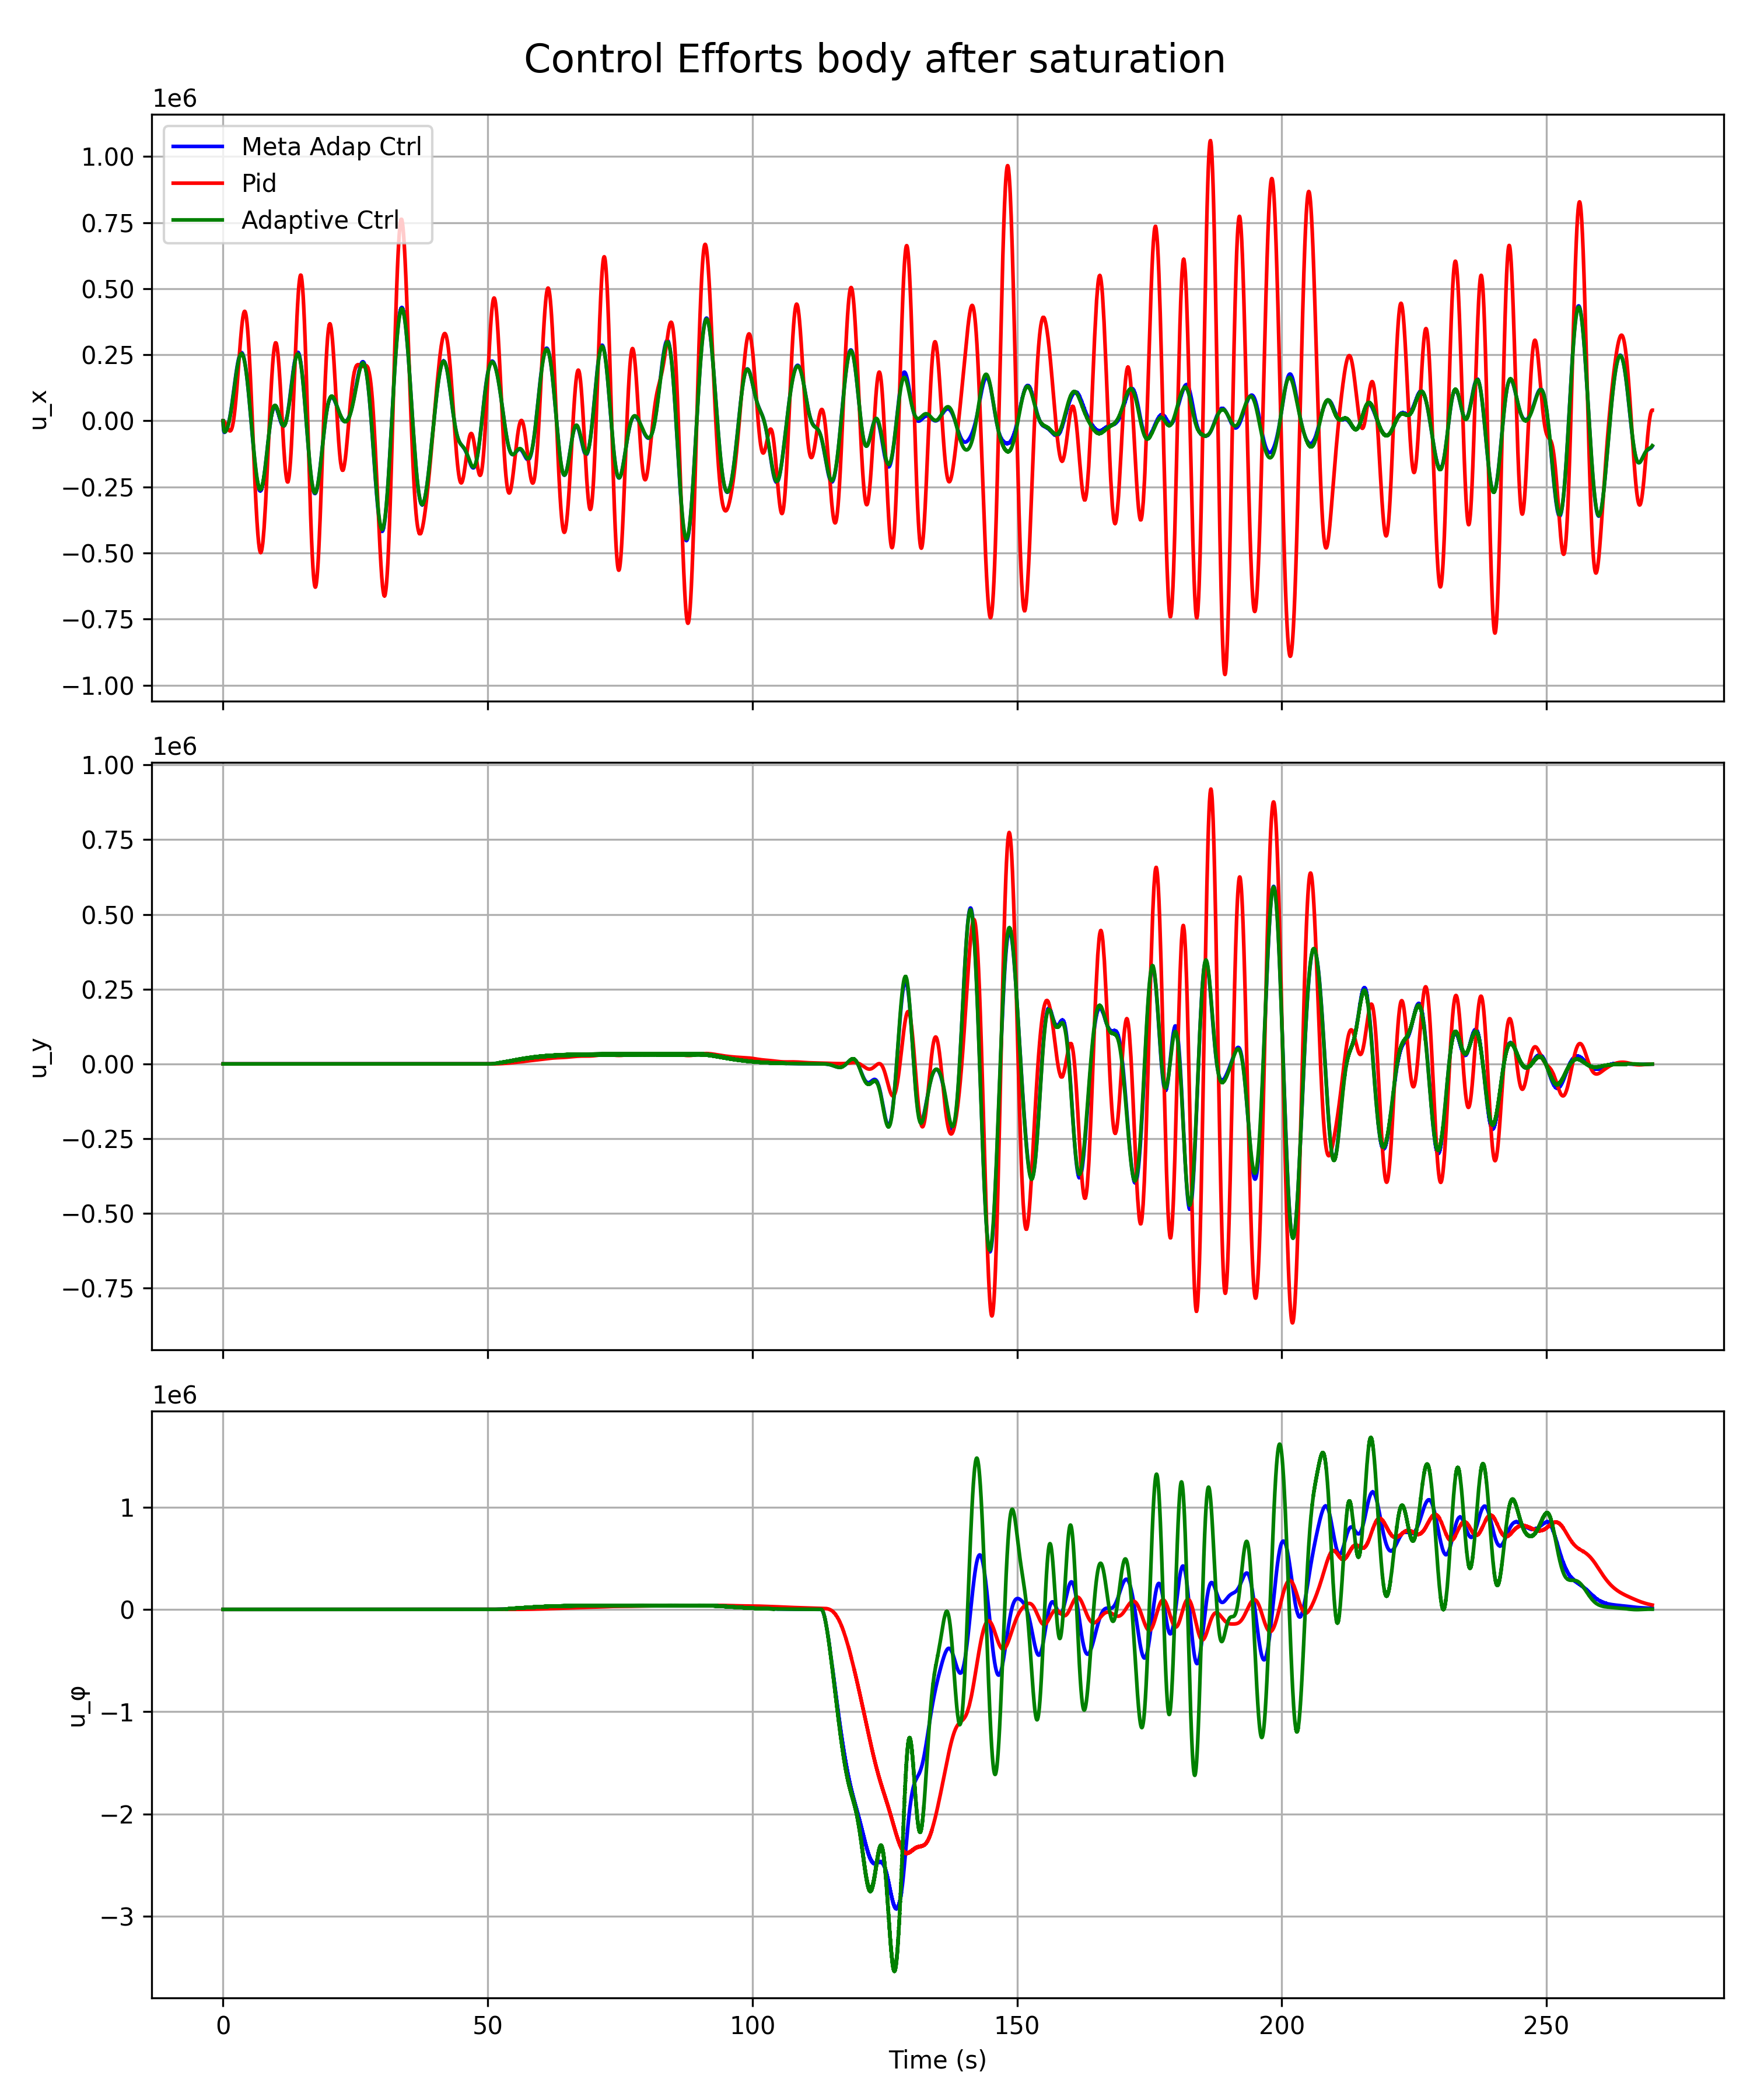 Control Efforts body after saturation
1e6
Meta Adap Ctrl
Pid
Adaptive Ctrl
1.00
0.75
0.50
0.25
0.00
−0.25
−0.50
−0.75
−1.00
u_x
1e6
1.00
0.75
0.50
0.25
0.00
−0.25
−0.50
−0.75
u_y
1e6
1
0
−1
−2
−3
u_φ
0 50 100 150 200 250
Time (s)